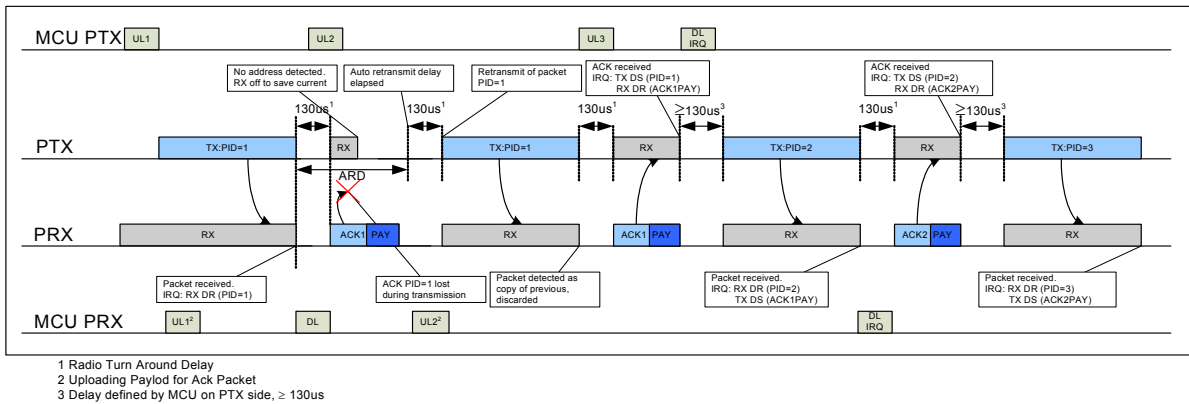 MCU PTX
UL1
UL2
UL3
DL
IRQ
No address detected.
RX off to save current
Auto retransmit delay
elapsed
Retransmit of packet
PID=1
ACK received
IRQ: TX DS (PID=1)
RX DR (ACK1PAY)
ACK received
IRQ: TX DS (PID=2)
RX DR (ACK2PAY)
130us1
130us1
130us1
≥130us3
130us1
≥130us3
PTX
TX:PID=1
RX
TX:PID=1
RX
TX:PID=2
RX
TX:PID=3
ARD
PRX
RX
ACK1
PAY
RX
ACK1
PAY
RX
ACK2
PAY
RX
Packet received.
IRQ: RX DR (PID=1)
ACK PID=1 lost
during transmission
Packet detected as
copy of previous,
discarded
Packet received.
IRQ: RX DR (PID=2)
TX DS (ACK1PAY)
Packet received.
IRQ: RX DR (PID=3)
TX DS (ACK2PAY)
MCU PRX
UL1²
DL
UL2²
DL
IRQ
1 Radio Turn Around Delay
2 Uploading Paylod for Ack Packet
3 Delay defined by MCU on PTX side, ≥ 130us